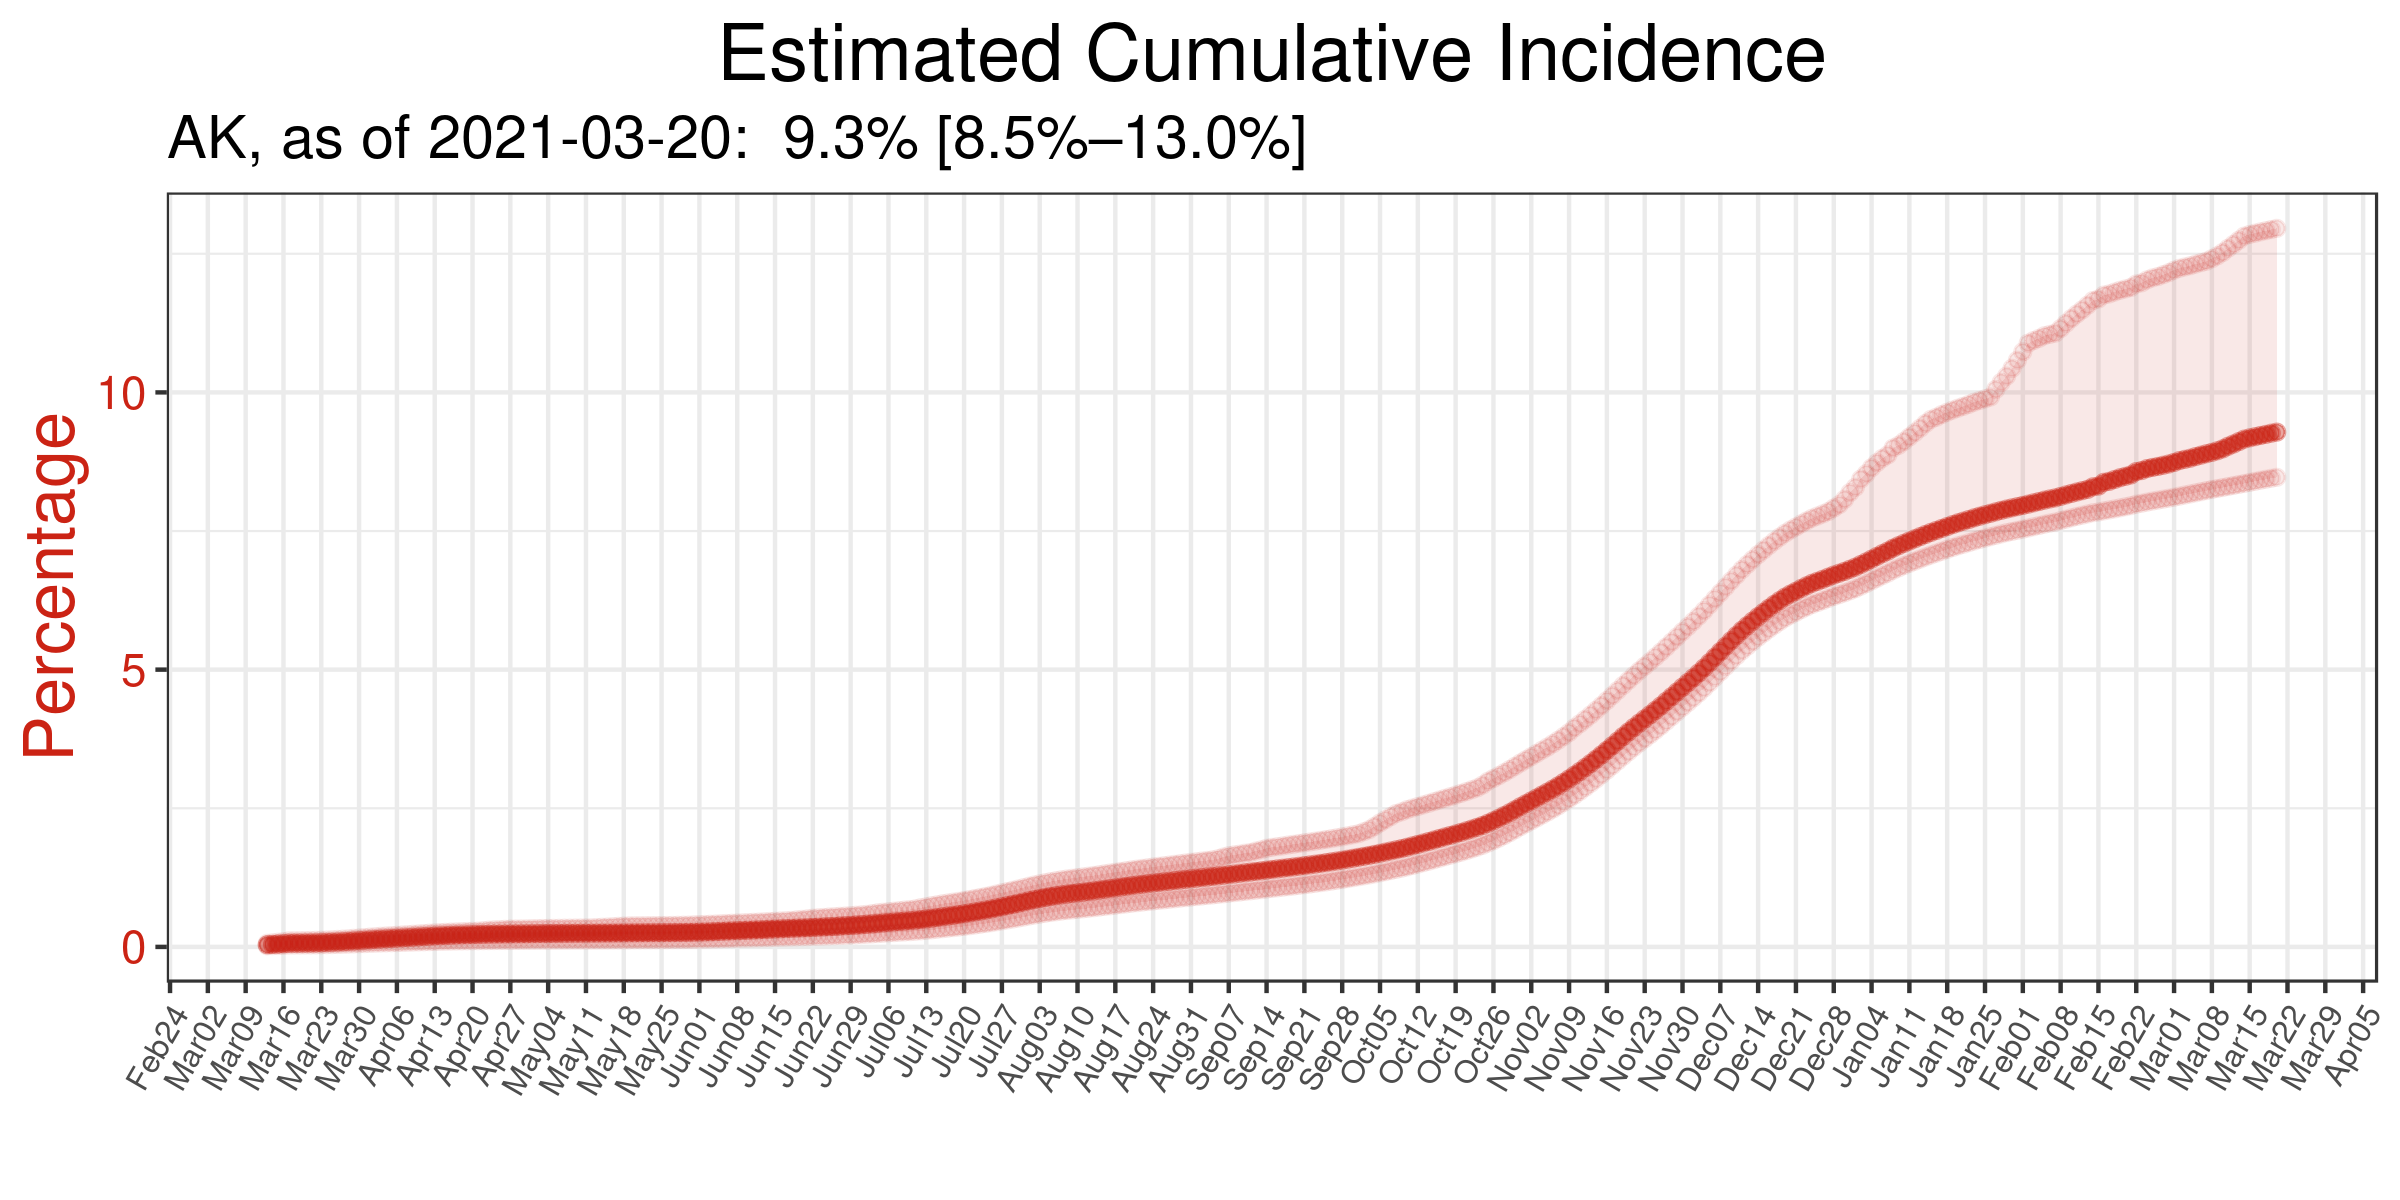 Estimated Cumulative Incidence
AK, as of 2021-03-20:  9.3% [8.5%–13.0%]
Percentage
10
5
0
Feb24
Mar02
Mar09
Mar16
Mar23
Mar30
Apr06
Apr13
Apr20
Apr27
May04
May11
May18
May25
Jun01
Jun08
Jun15
Jun22
Jun29
Jul06
Jul13
Jul20
Jul27
Aug03
Aug10
Aug17
Aug24
Aug31
Sep07
Sep14
Sep21
Sep28
Oct05
Oct12
Oct19
Oct26
Nov02
Nov09
Nov16
Nov23
Nov30
Dec07
Dec14
Dec21
Dec28
Jan04
Jan11
Jan18
Jan25
Feb01
Feb08
Feb15
Feb22
Mar01
Mar08
Mar15
Mar22
Mar29
Apr05